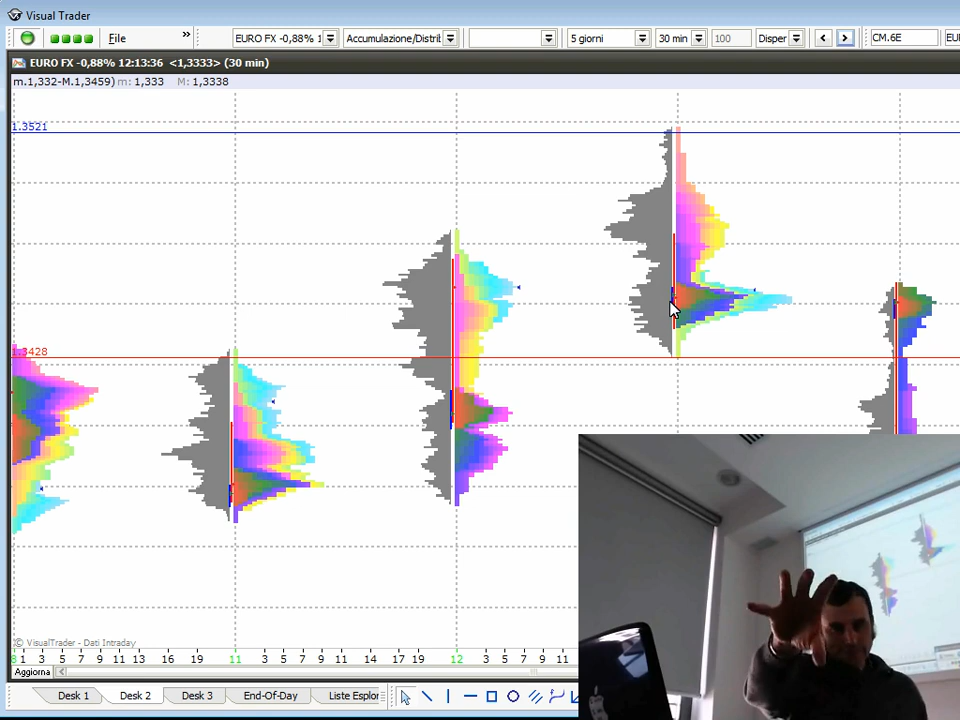 Visual Trader
File » EURO FX -0,88% 1 Accumulazione/Distrib 5 giorni 30 min 100 Disper CM.6E EU
EURO FX -0,88% 12:13:36 <1,3333> (30 min)
m.1,332-M.1,3459) m: 1,333 M: 1,3338
1.3521
1.3428
© VisualTrader - Dati Intraday
8 1 3 5 7 9 11 13 16 19 11 3 5 7 9 11 14 17 19 12 3 5 7 9 11
Aggiorna
Desk 1 Desk 2 Desk 3 End-Of-Day Liste Esplor